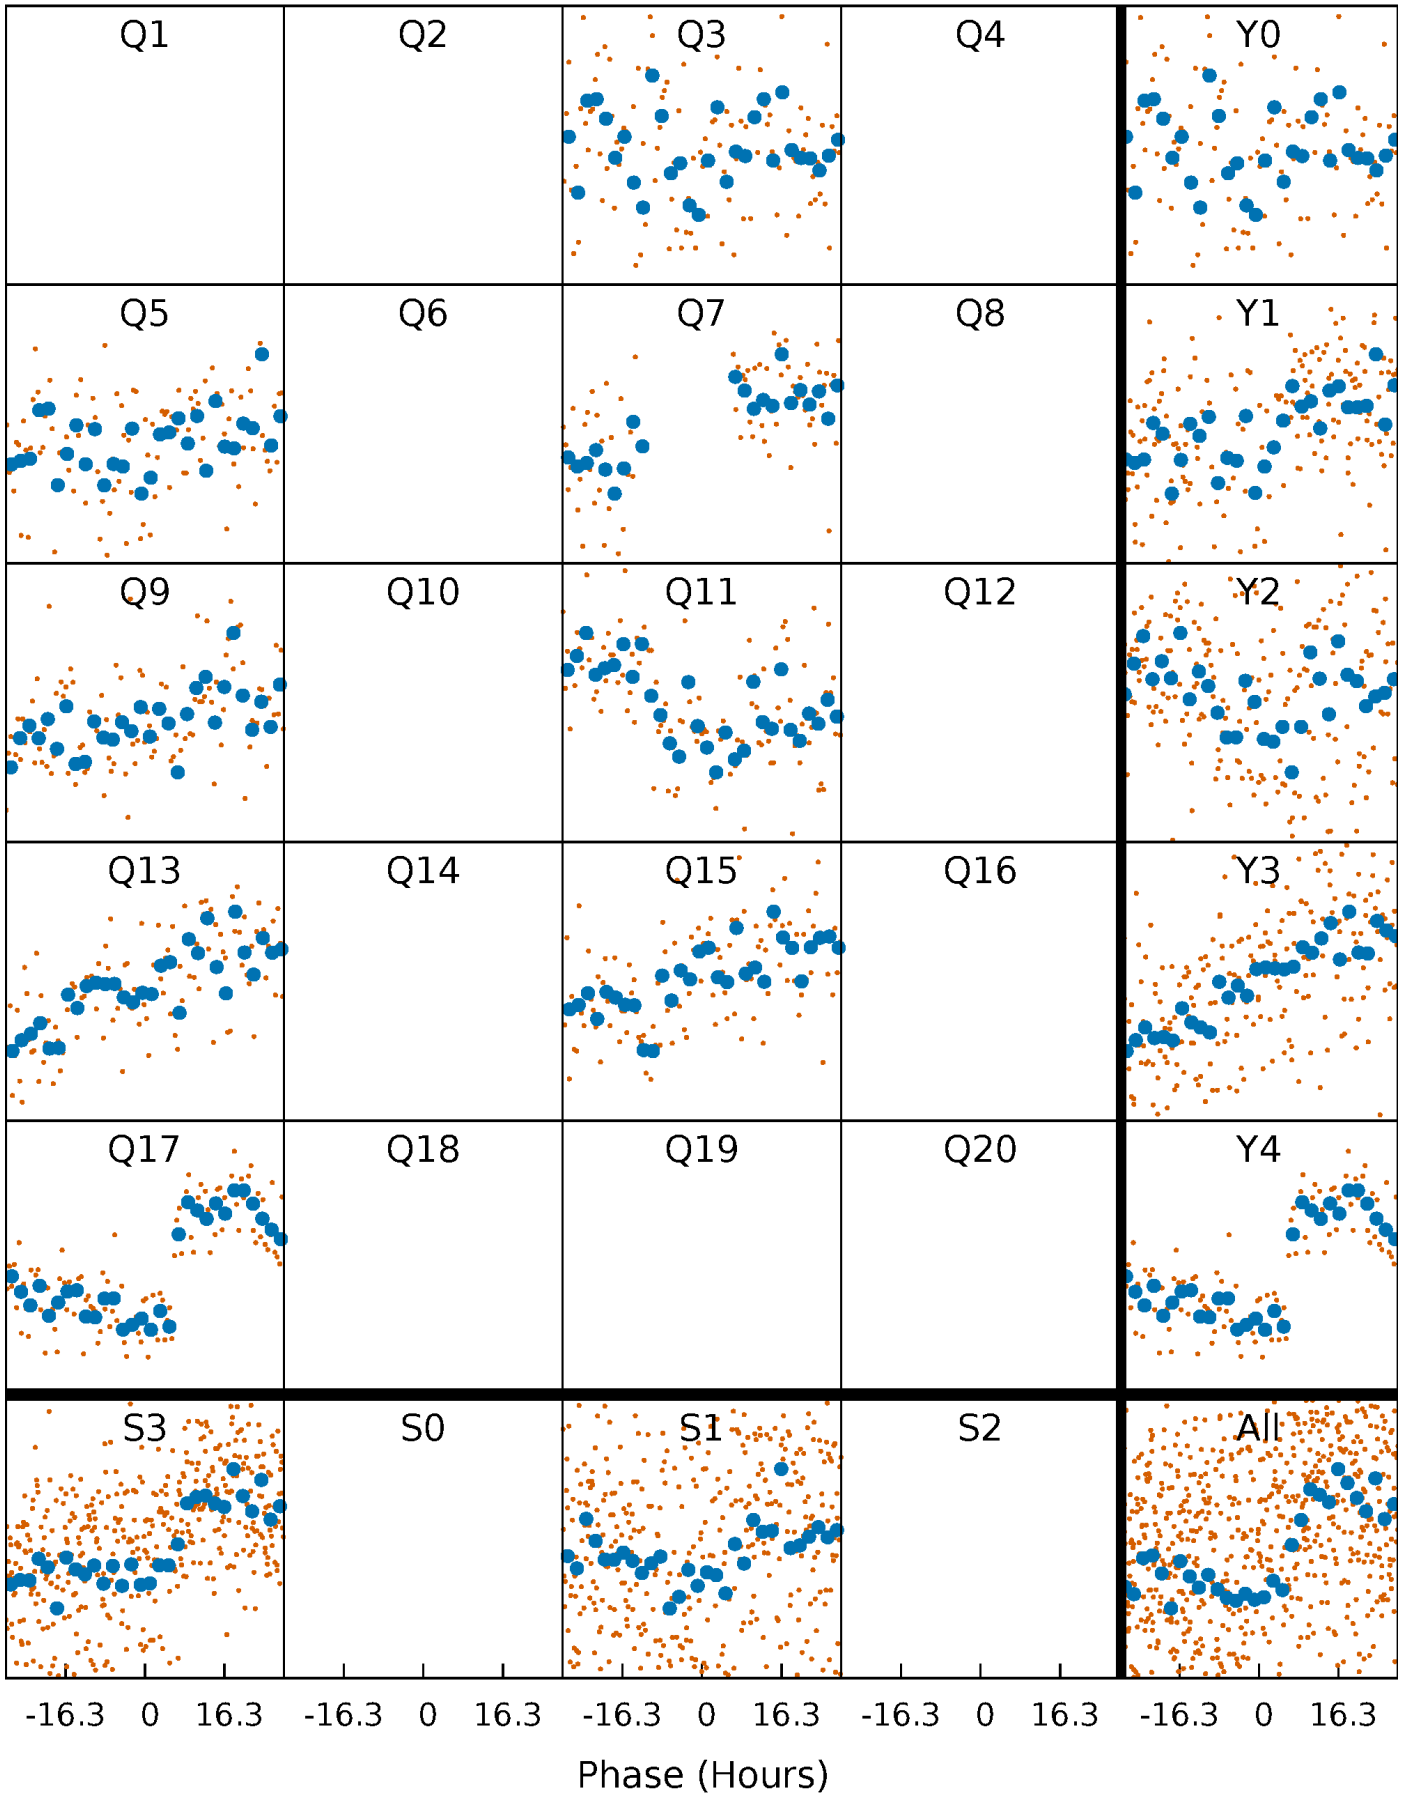 Q1 Q2 Q3 Q4 Y0
Q5 Q6 Q7 Q8 Y1
Q9 Q10 Q11 Q12 Y2
Q13 Q14 Q15 Q16 Y3
Q17 Q18 Q19 Q20 Y4
S3 S0 S1 S2 All
-16.3 0 16.3 -16.3 0 16.3 -16.3 0 16.3 -16.3 0 16.3 -16.3 0 16.3
Phase (Hours)